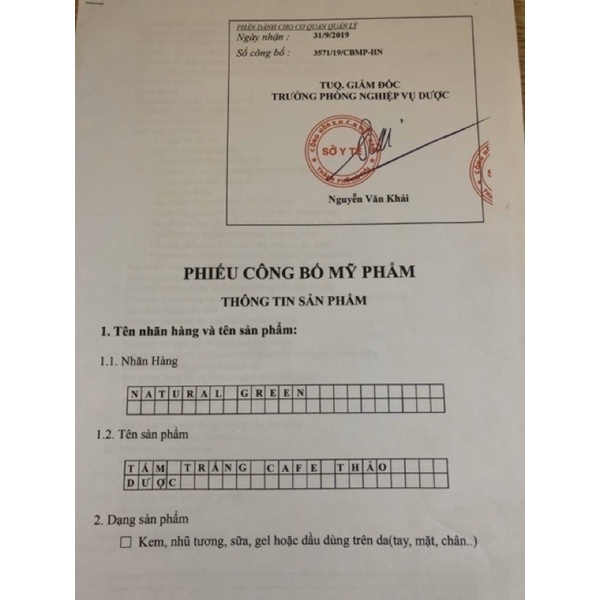 PHẦN DÀNH CHO CƠ QUAN QUẢN LÝ
Ngày nhận : 31/9/2019
Số công bố : 3571/19/CBMP-HN
TUQ. GIÁM ĐỐC
TRƯỞNG PHÒNG NGHIỆP VỤ DƯỢC
CỘNG HÒA X.H.C.N
SỞ Y TẾ
Nguyễn Văn Khải
PHIẾU CÔNG BỐ MỸ PHẨM
THÔNG TIN SẢN PHẨM
1. Tên nhãn hàng và tên sản phẩm:
1.1. Nhãn Hàng
NATURAL GREEN
1.2. Tên sản phẩm
TẮM TRẮNG CAFE THẢO
DƯỢC
2. Dạng sản phẩm
☐ Kem, nhũ tương, sữa, gel hoặc dầu dùng trên da(tay, mặt, chân..)